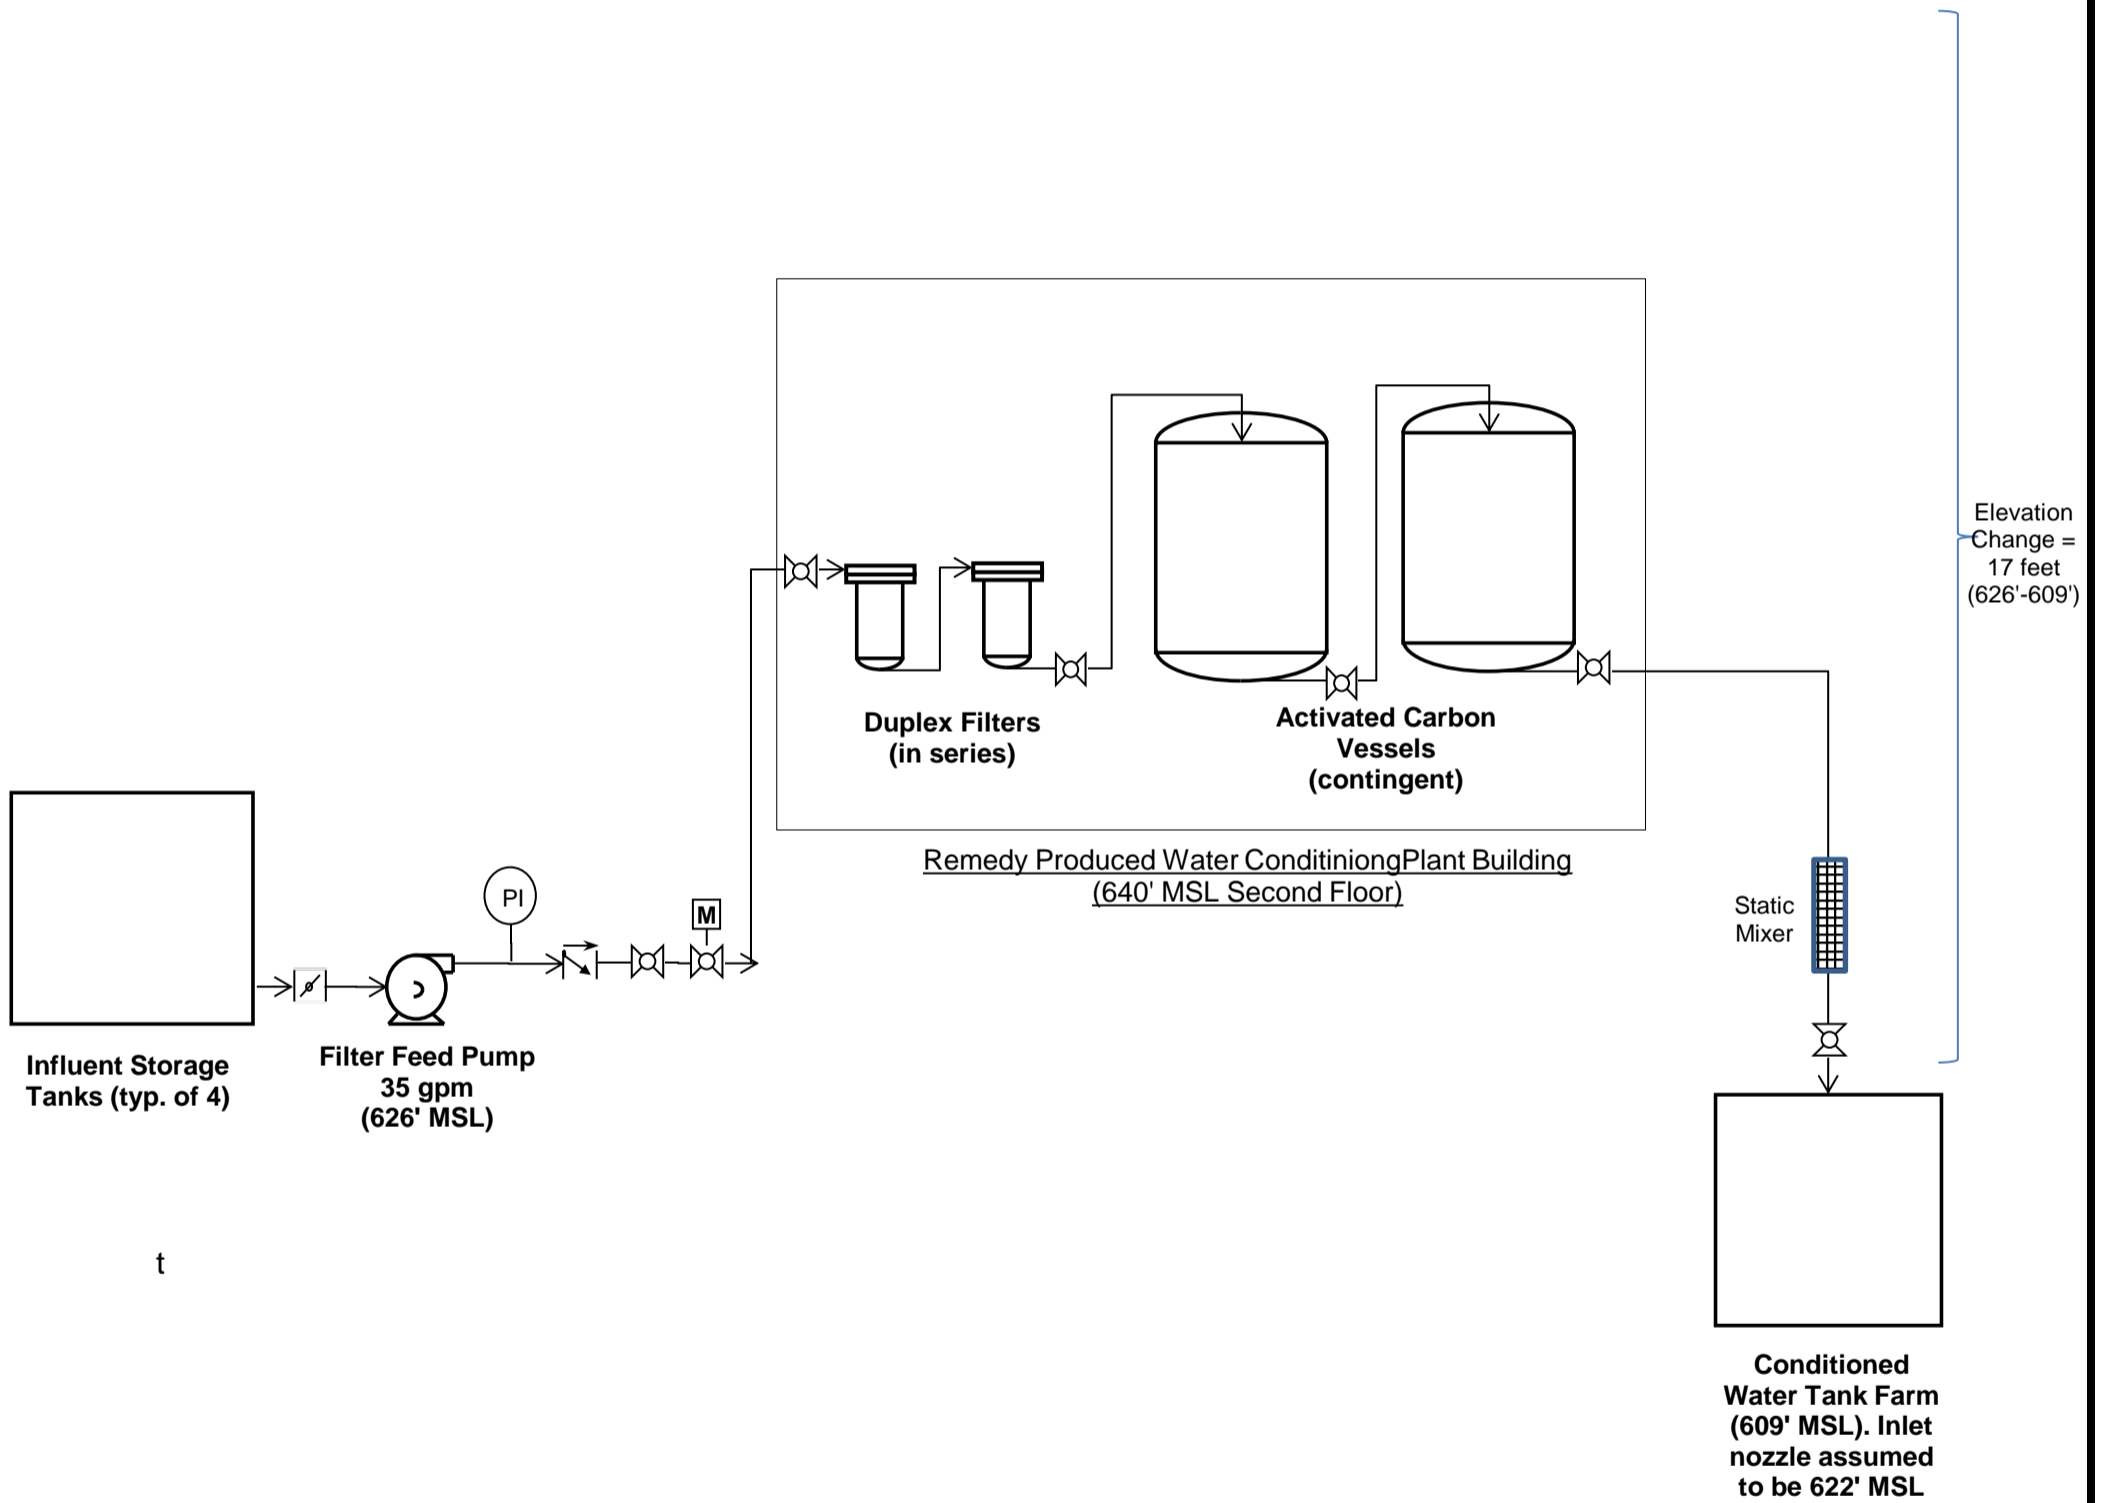 Elevation
Change =
17 feet
(626'-609')
Duplex Filters
(in series)
Activated Carbon
Vessels
(contingent)
Remedy Produced Water ConditiniongPlant Building
(640' MSL Second Floor)
PI
M
Static
Mixer
Influent Storage
Tanks (typ. of 4)
Filter Feed Pump
35 gpm
(626' MSL)
t
Conditioned
Water Tank Farm
(609' MSL). Inlet
nozzle assumed
to be 622' MSL